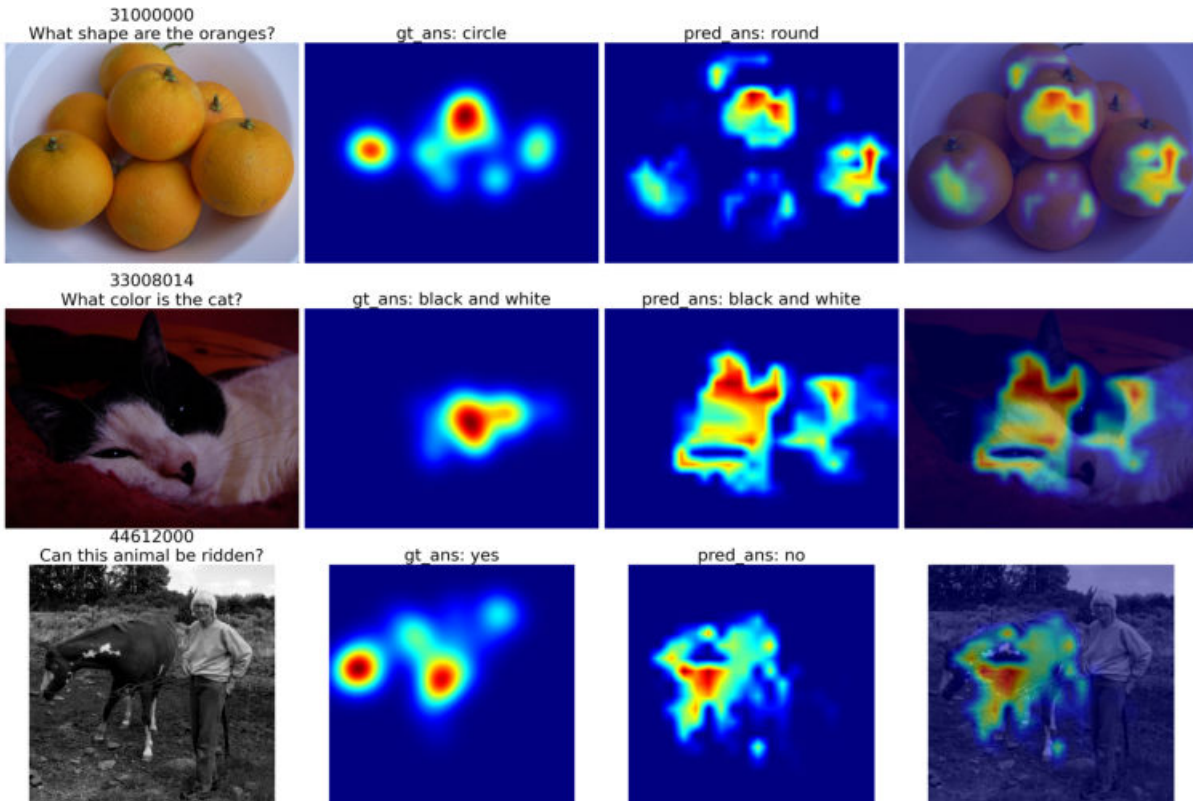 31000000
What shape are the oranges?
gt_ans: circle
pred_ans: round
33008014
What color is the cat?
gt_ans: black and white
pred_ans: black and white
44612000
Can this animal be ridden?
gt_ans: yes
pred_ans: no